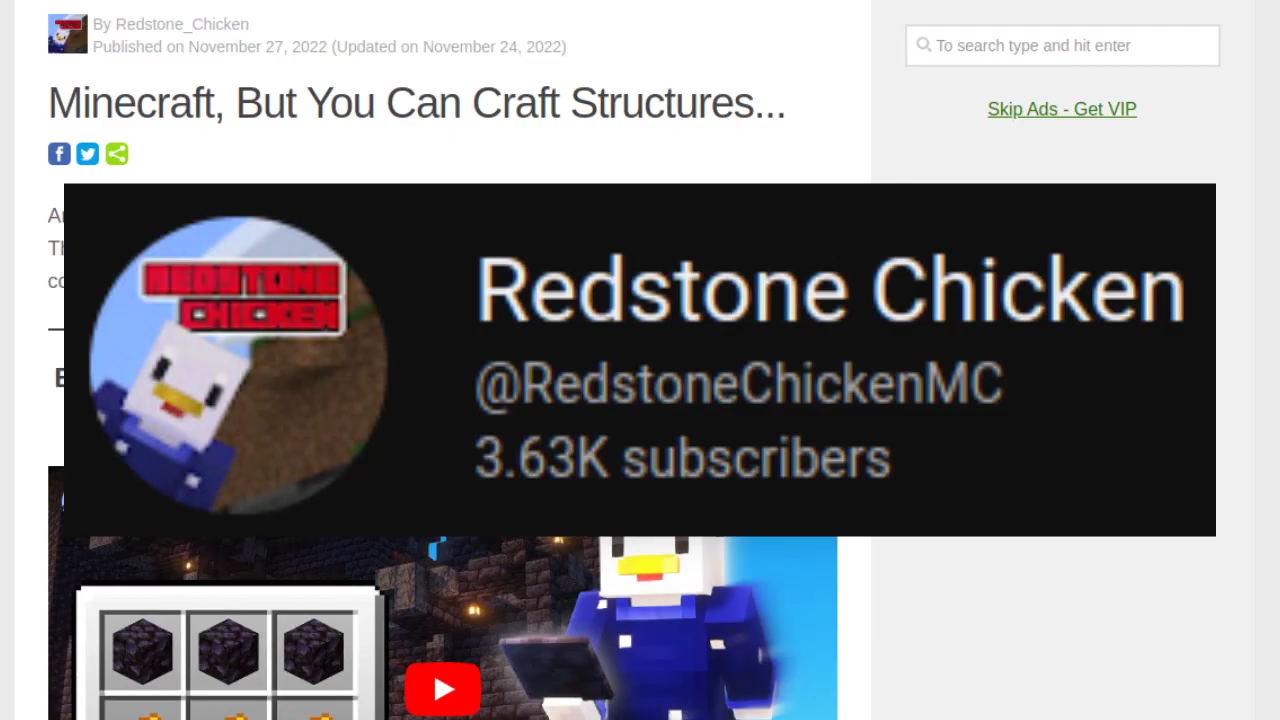 By Redstone_Chicken
Published on November 27, 2022 (Updated on November 24, 2022)
To search type and hit enter
Minecraft, But You Can Craft Structures...
Skip Ads - Get VIP
REDSTONE
CHICKEN
Redstone Chicken
@RedstoneChickenMC
3.63K subscribers